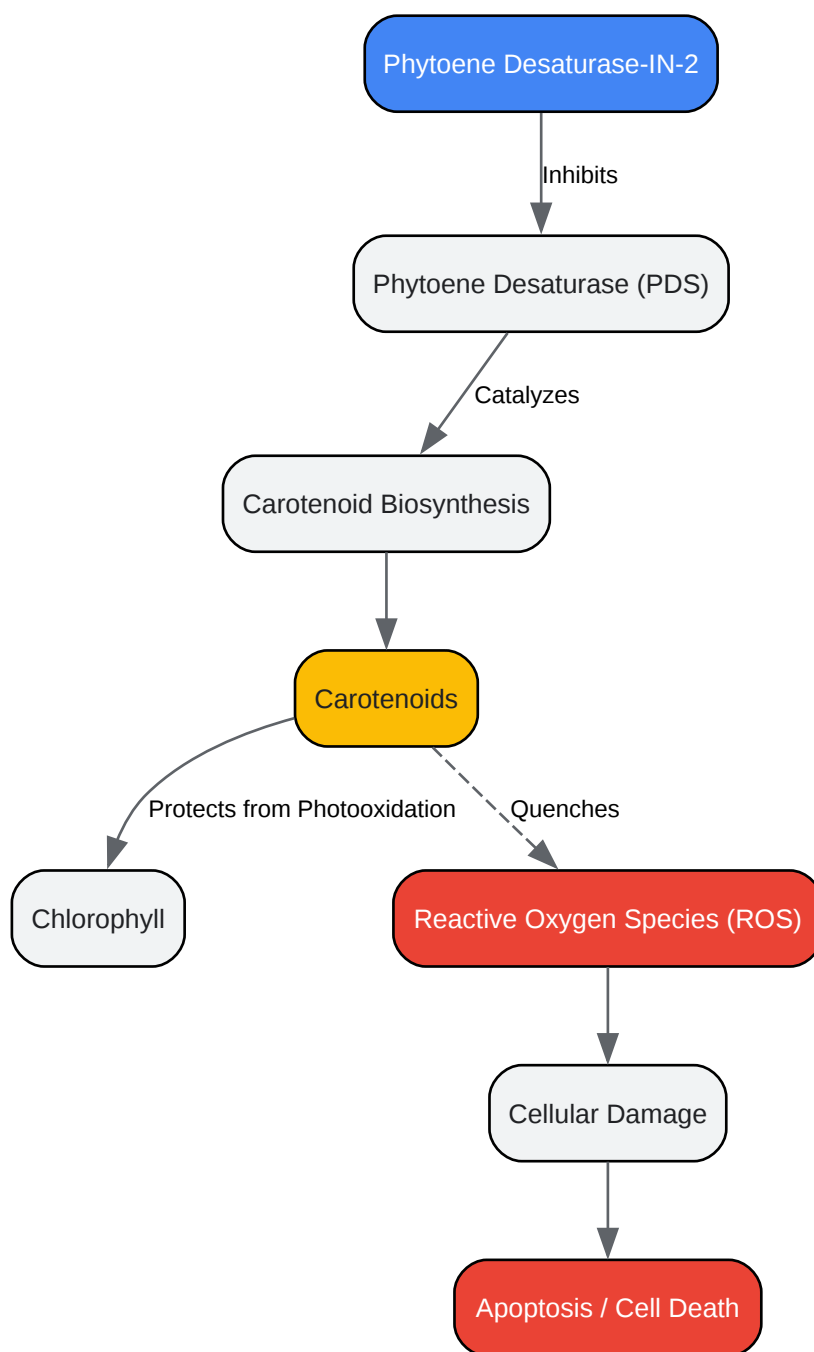 Phytoene Desaturase-IN-2
Inhibits
Phytoene Desaturase (PDS)
Catalyzes
Carotenoid Biosynthesis
Carotenoids
Protects from Photooxidation
Quenches
Chlorophyll
Reactive Oxygen Species (ROS)
Cellular Damage
Apoptosis / Cell Death